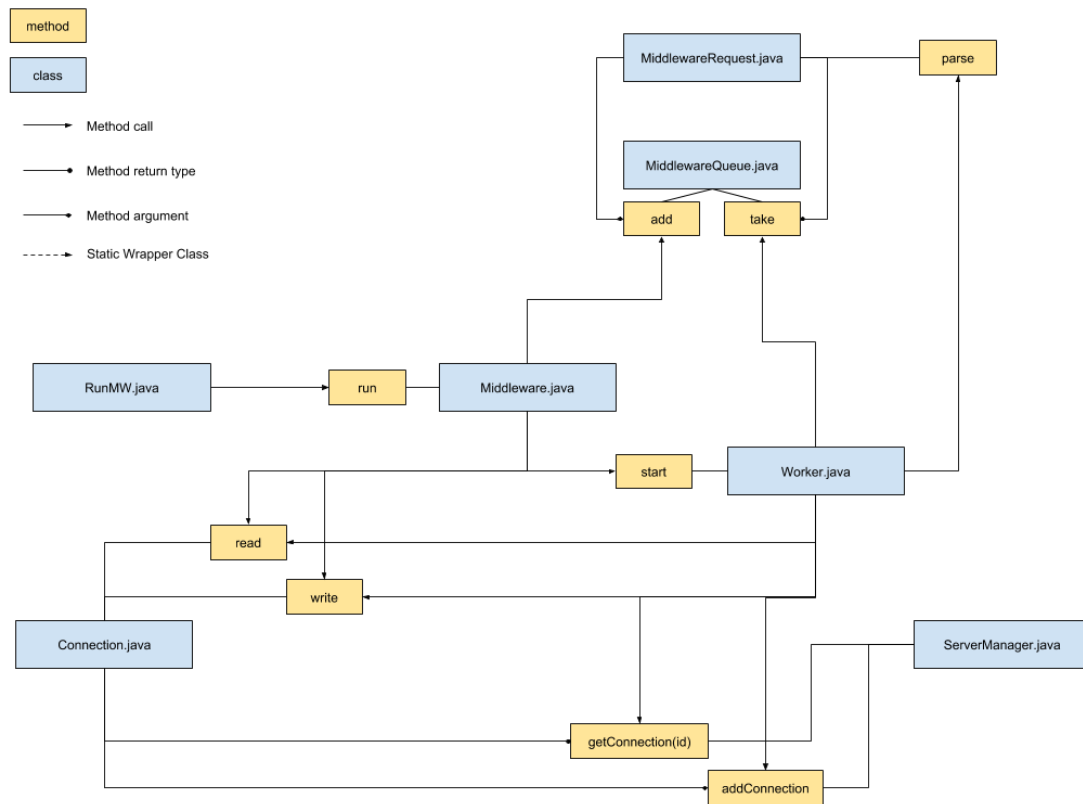 method
class
Method call
Method return type
Method argument
Static Wrapper Class
MiddlewareRequest.java
parse
MiddlewareQueue.java
add
take
RunMW.java
run
Middleware.java
start
Worker.java
read
write
Connection.java
ServerManager.java
getConnection(id)
addConnection